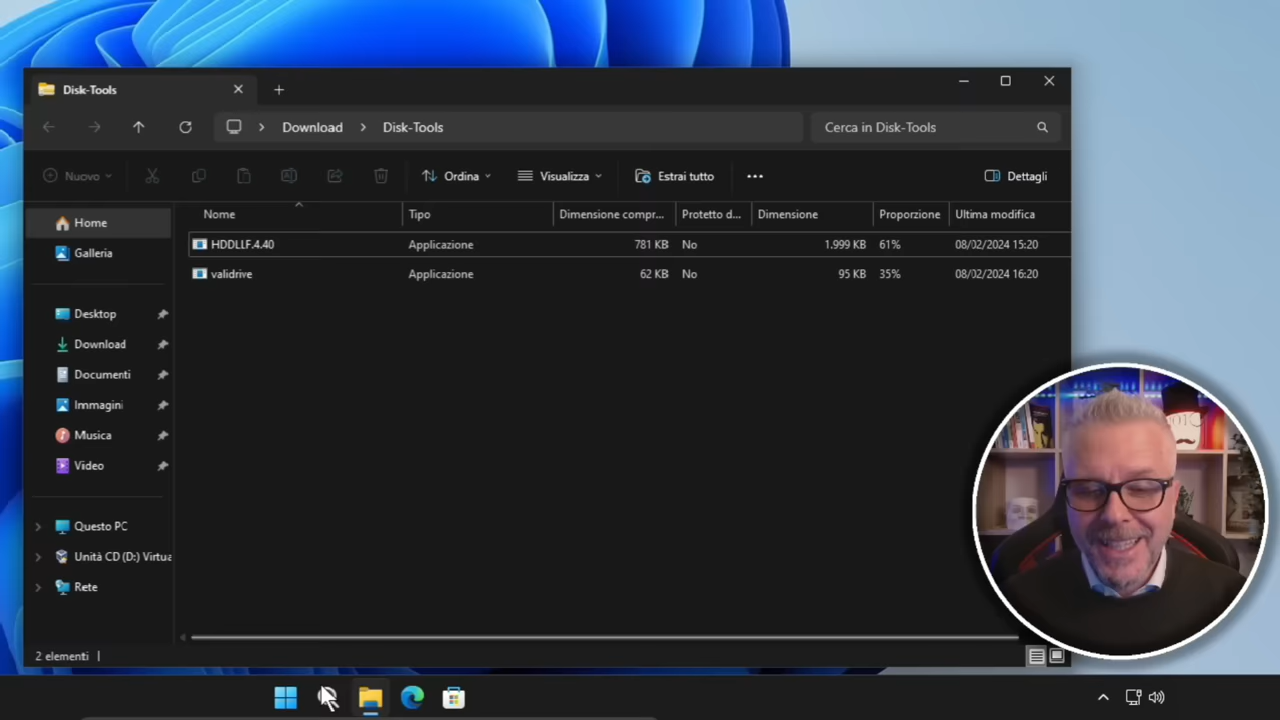 Disk-Tools
Download
Disk-Tools
Cerca in Disk-Tools
Nuovo
Ordina
Visualizza
Estrai tutto
Dettagli
Nome Tipo Dimensione compr... Protetto d... Dimensione Proporzione Ultima modifica
HDDLLF.4.40 Applicazione 781 KB No 1.999 KB 61% 08/02/2024 15:20
validrive Applicazione 62 KB No 95 KB 35% 08/02/2024 16:20
Home
Galleria
Desktop
Download
Documenti
Immagini
Musica
Video
Questo PC
Unità CD (D:) Virtua
Rete
2 elementi